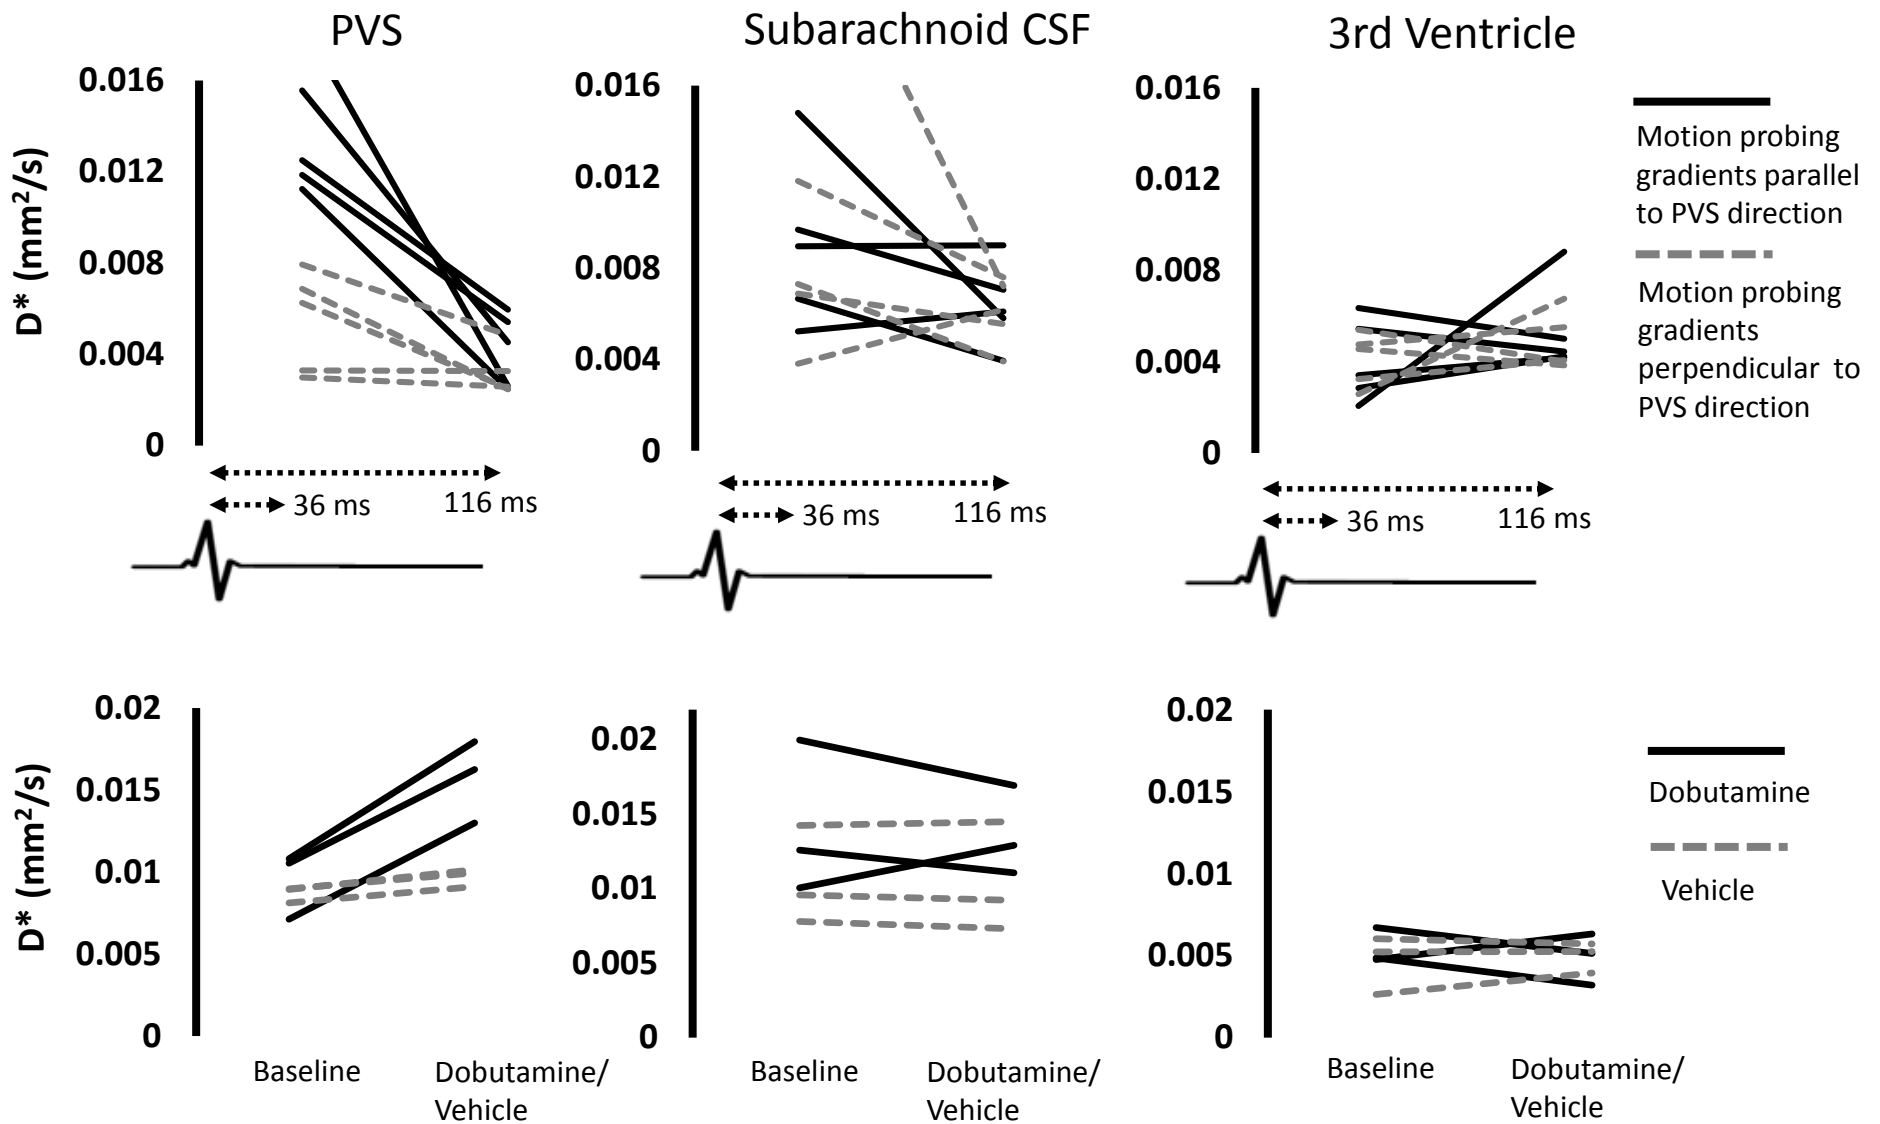 PVS
Subarachnoid CSF
3rd Ventricle
D* (mm²/s)
0.016
0.012
0.008
0.004
0
0.016
0.012
0.008
0.004
0
0.016
0.012
0.008
0.004
0
Motion probing
gradients parallel
to PVS direction
Motion probing
gradients
perpendicular to
PVS direction
36 ms
116 ms
36 ms
116 ms
36 ms
116 ms
D* (mm²/s)
0.02
0.015
0.01
0.005
0
0.02
0.015
0.01
0.005
0
0.02
0.015
0.01
0.005
0
Dobutamine
Vehicle
Baseline
Dobutamine/
Vehicle
Baseline
Dobutamine/
Vehicle
Baseline
Dobutamine/
Vehicle